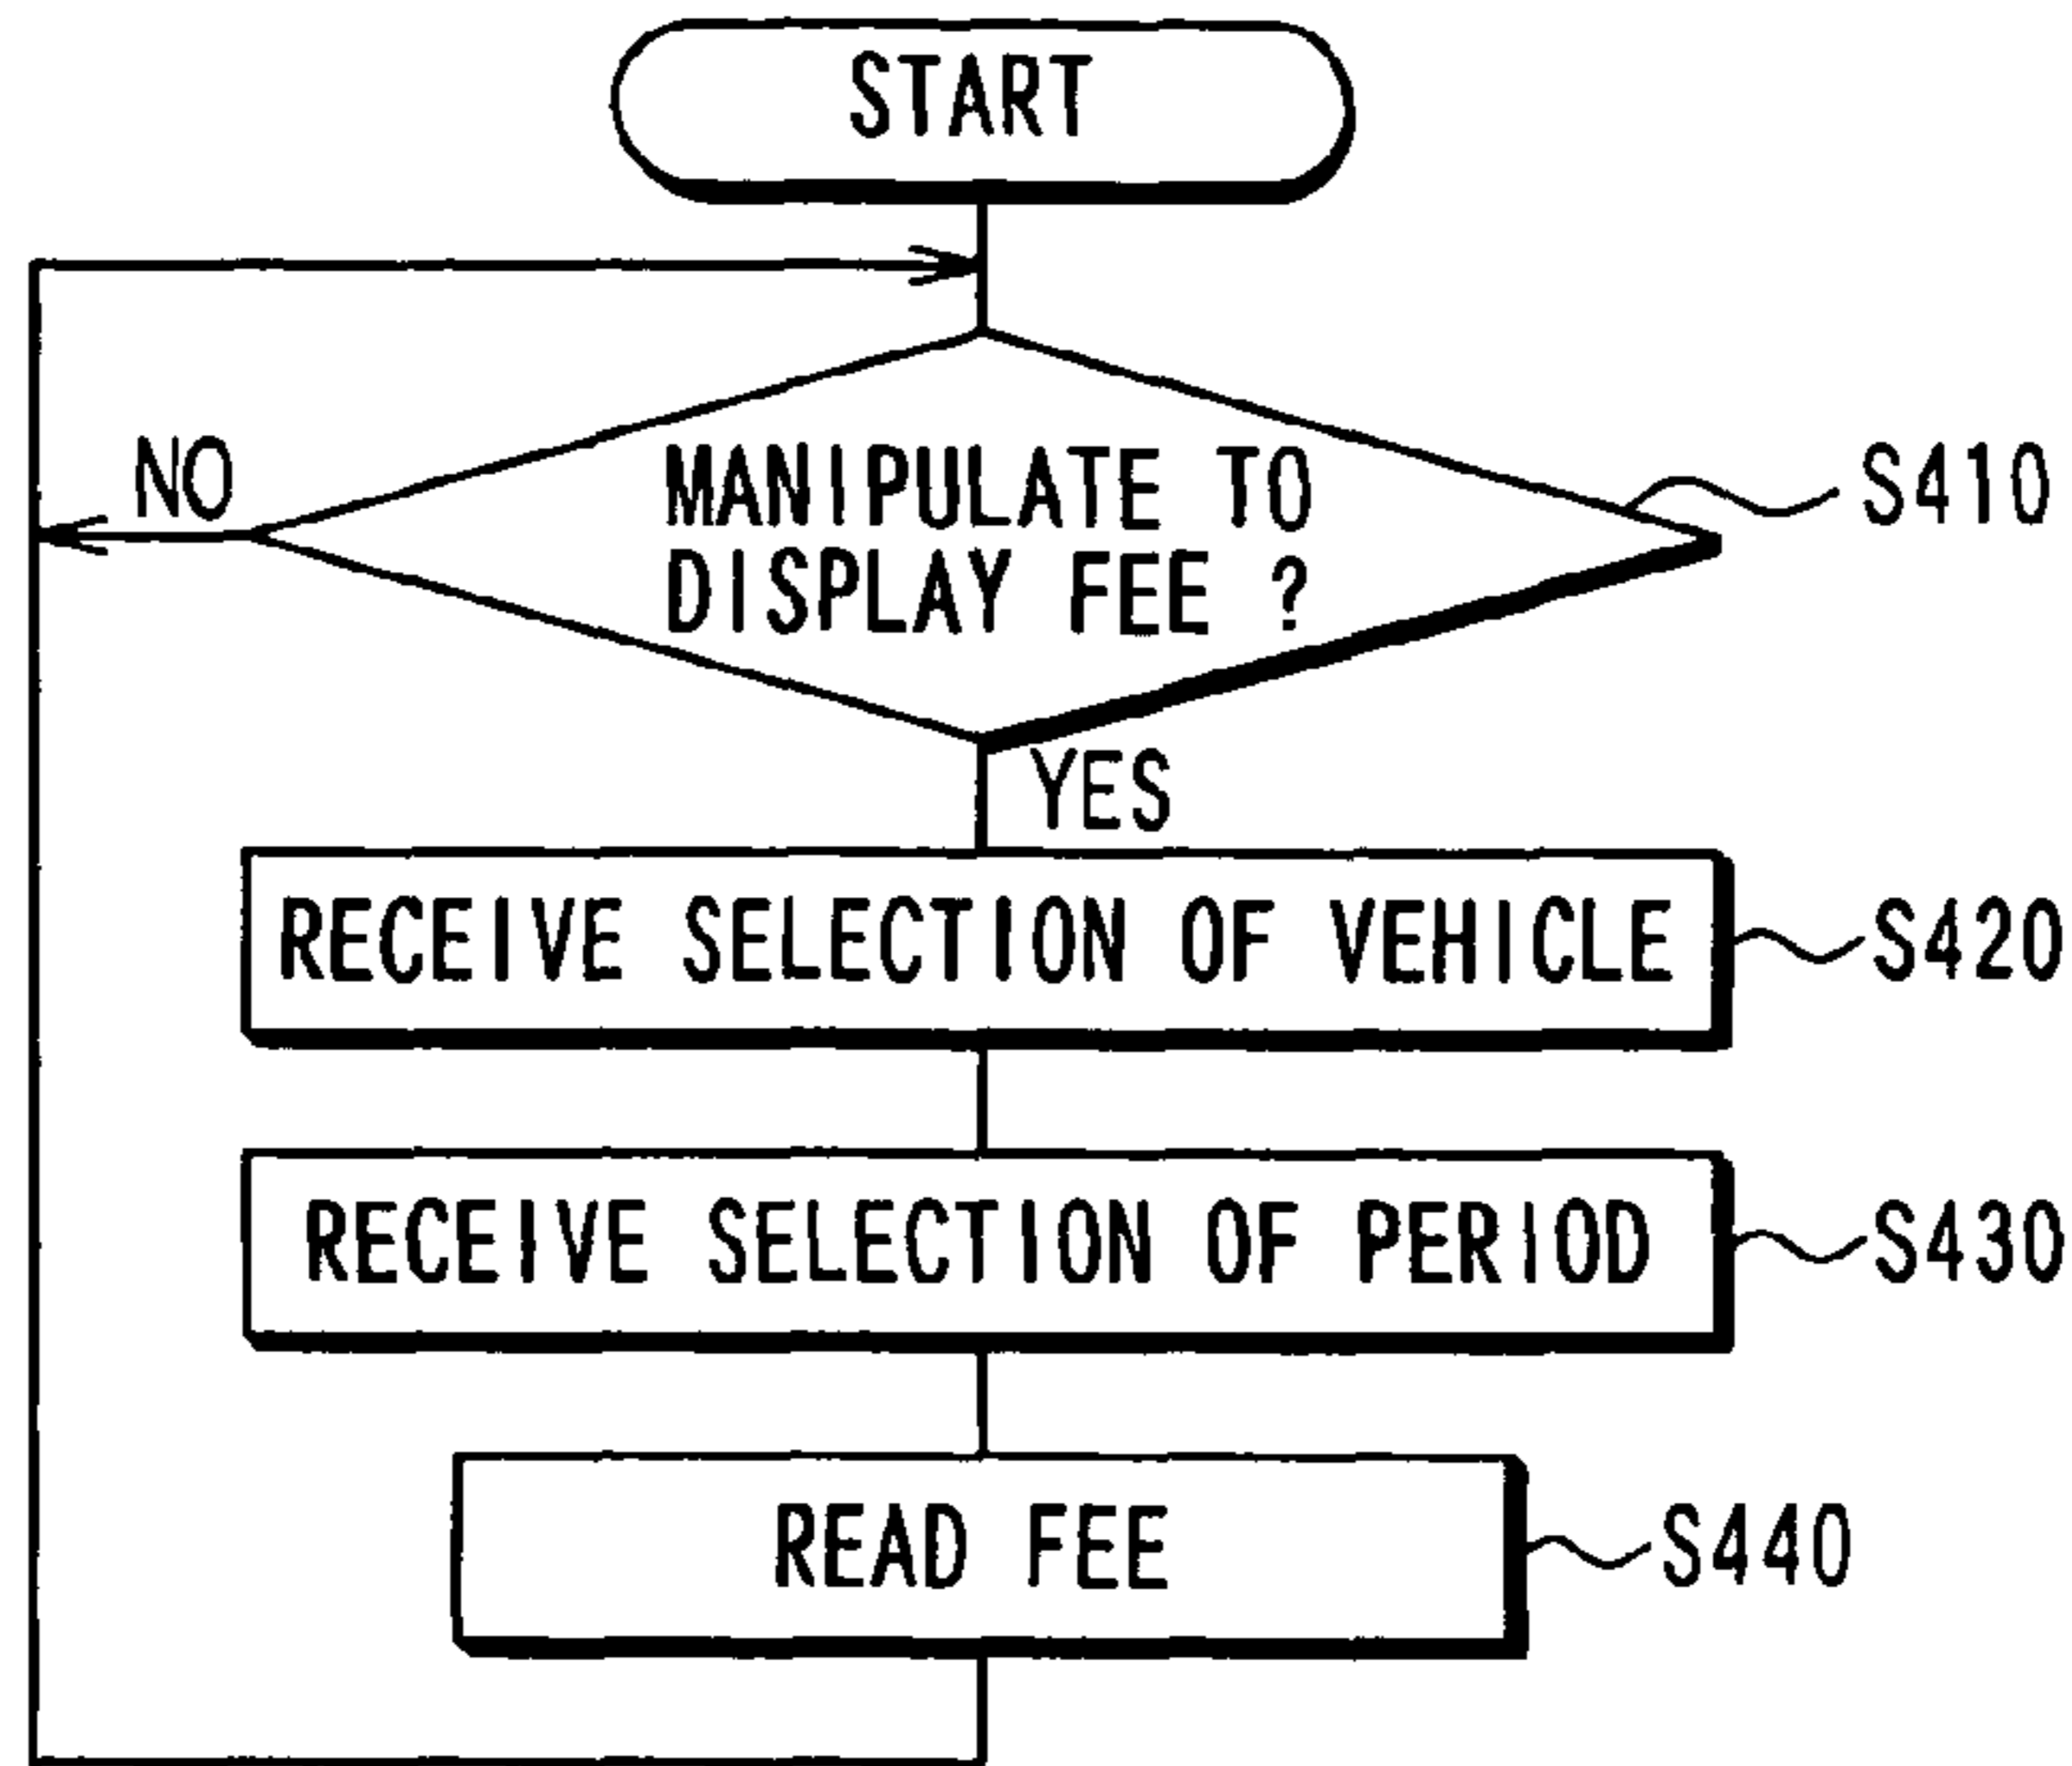 START
NO
MANIPULATE TO
DISPLAY FEE ?
S410
YES
RECEIVE SELECTION OF VEHICLE
S420
RECEIVE SELECTION OF PERIOD
S430
READ FEE
S440